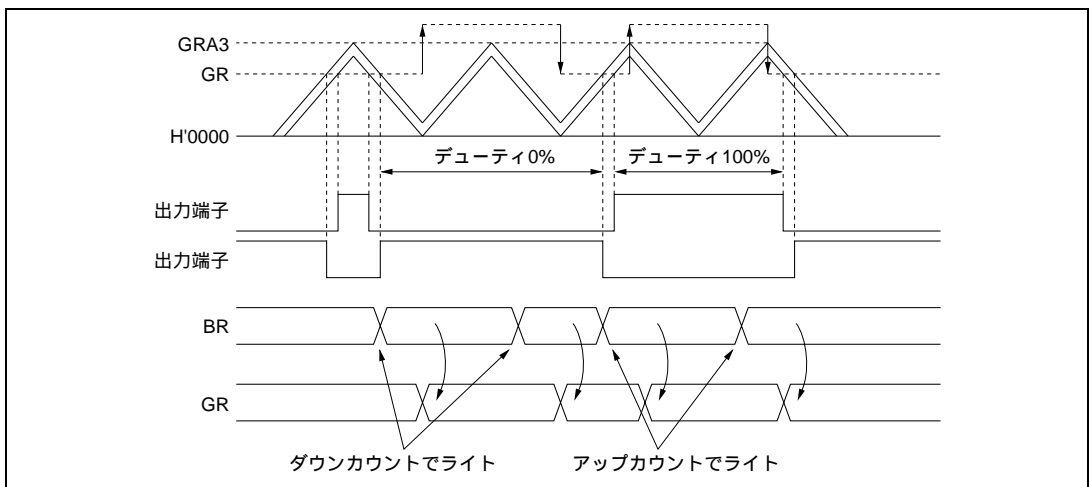 GRA3
GR
H'0000
デューティ0%
デューティ100%
出力端子
出力端子
BR
GR
ダウンカウントでライト
アップカウントでライト